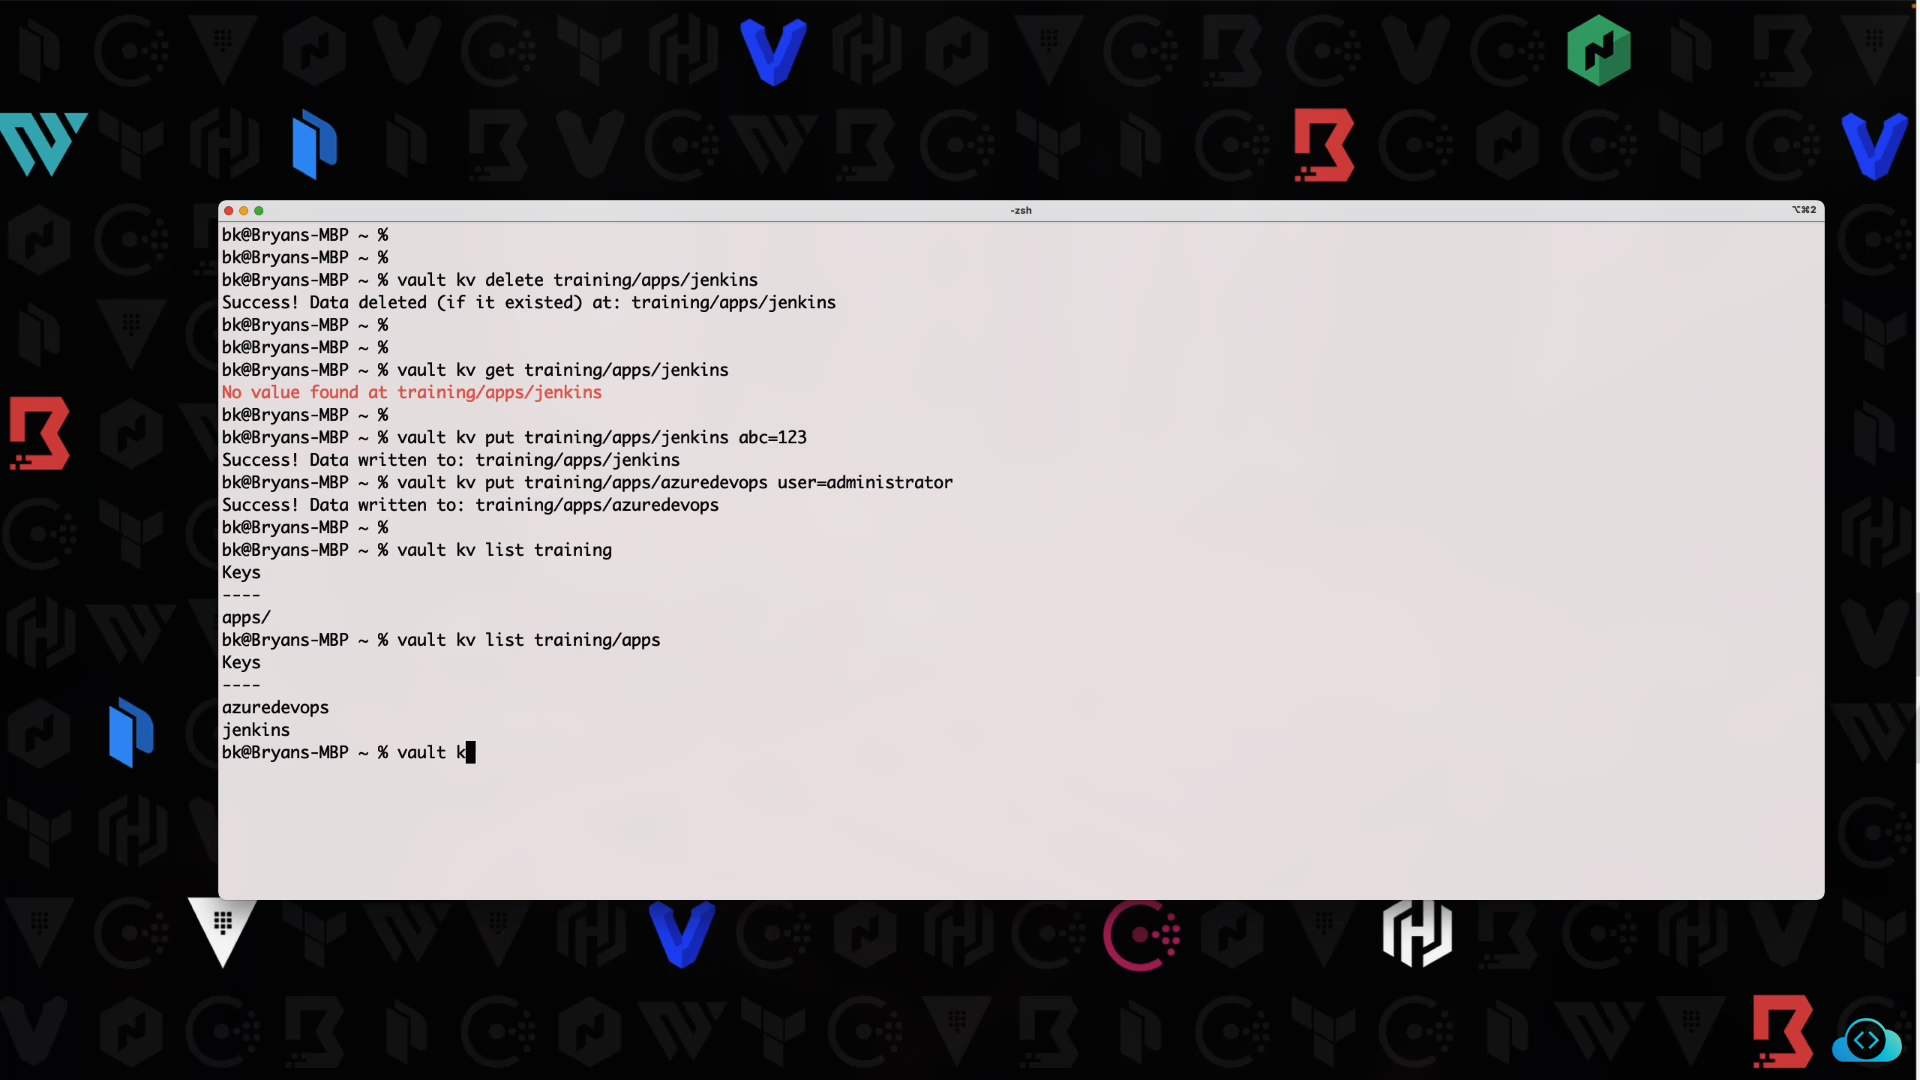 -zsh
⌥⌘2
bk@Bryans-MBP ~ %
bk@Bryans-MBP ~ %
bk@Bryans-MBP ~ % vault kv delete training/apps/jenkins
Success! Data deleted (if it existed) at: training/apps/jenkins
bk@Bryans-MBP ~ %
bk@Bryans-MBP ~ %
bk@Bryans-MBP ~ % vault kv get training/apps/jenkins
No value found at training/apps/jenkins
bk@Bryans-MBP ~ %
bk@Bryans-MBP ~ % vault kv put training/apps/jenkins abc=123
Success! Data written to: training/apps/jenkins
bk@Bryans-MBP ~ % vault kv put training/apps/azuredevops user=administrator
Success! Data written to: training/apps/azuredevops
bk@Bryans-MBP ~ %
bk@Bryans-MBP ~ % vault kv list training
Keys
----
apps/
bk@Bryans-MBP ~ % vault kv list training/apps
Keys
----
azuredevops
jenkins
bk@Bryans-MBP ~ % vault k